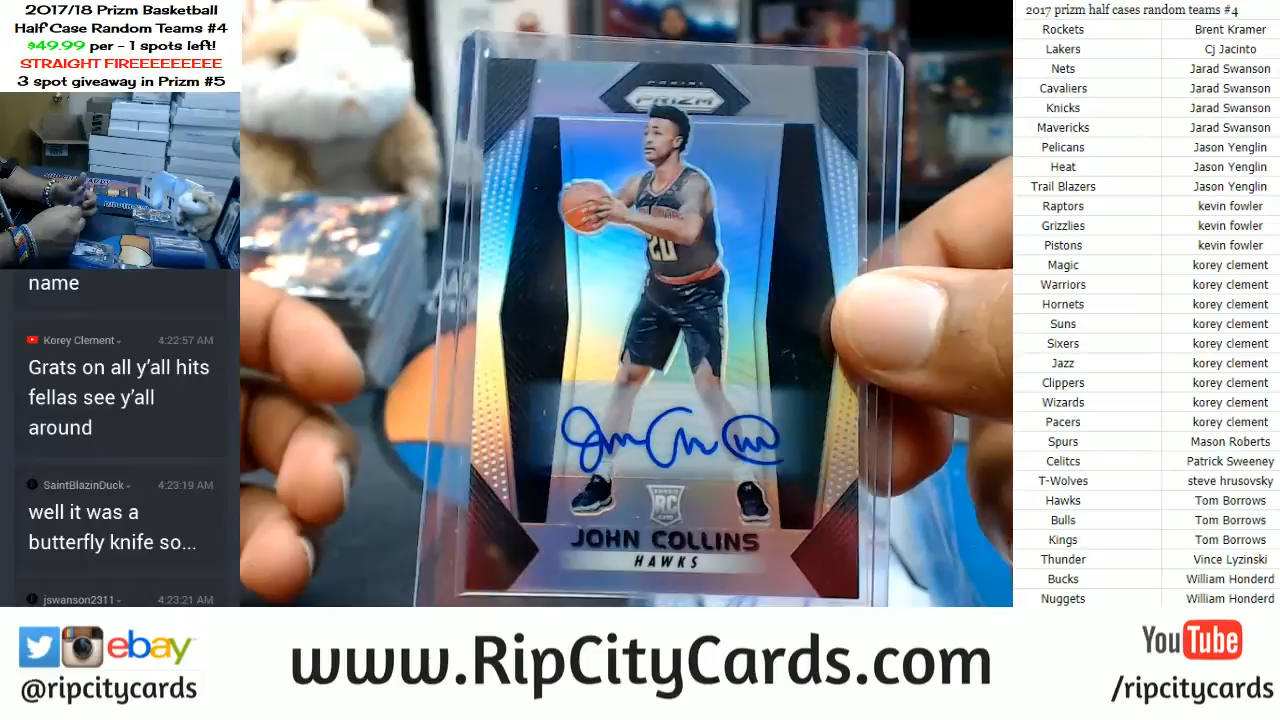 2017/18 Prizm Basketball
Half Case Random Teams #4
$49.99 per - 1 spots left!
STRAIGHT FIREEEEEEEEE
3 spot giveaway in Prizm #5
name
Korey Clement 4:22:57 AM
Grats on all y'all hits
fellas see y'all
around
SaintBlazinDuck 4:23:19 AM
well it was a
butterfly knife so...
jswanson2311 4:23:21 AM
PANINI
PRIZM
20
RC
JOHN COLLINS
HAWKS
2017 prizm half cases random teams #4
Rockets Brent Kramer
Lakers Cj Jacinto
Nets Jarad Swanson
Cavaliers Jarad Swanson
Knicks Jarad Swanson
Mavericks Jarad Swanson
Pelicans Jason Yenglin
Heat Jason Yenglin
Trail Blazers Jason Yenglin
Raptors kevin fowler
Grizzlies kevin fowler
Pistons kevin fowler
Magic korey clement
Warriors korey clement
Hornets korey clement
Suns korey clement
Sixers korey clement
Jazz korey clement
Clippers korey clement
Wizards korey clement
Pacers korey clement
Spurs Mason Roberts
Celitcs Patrick Sweeney
T-Wolves steve hrusovsky
Hawks Tom Borrows
Bulls Tom Borrows
Kings Tom Borrows
Thunder Vince Lyzinski
Bucks William Honderd
Nuggets William Honderd
ebay
@ripcitycards
www.RipCityCards.com
YouTube
/ripcitycards